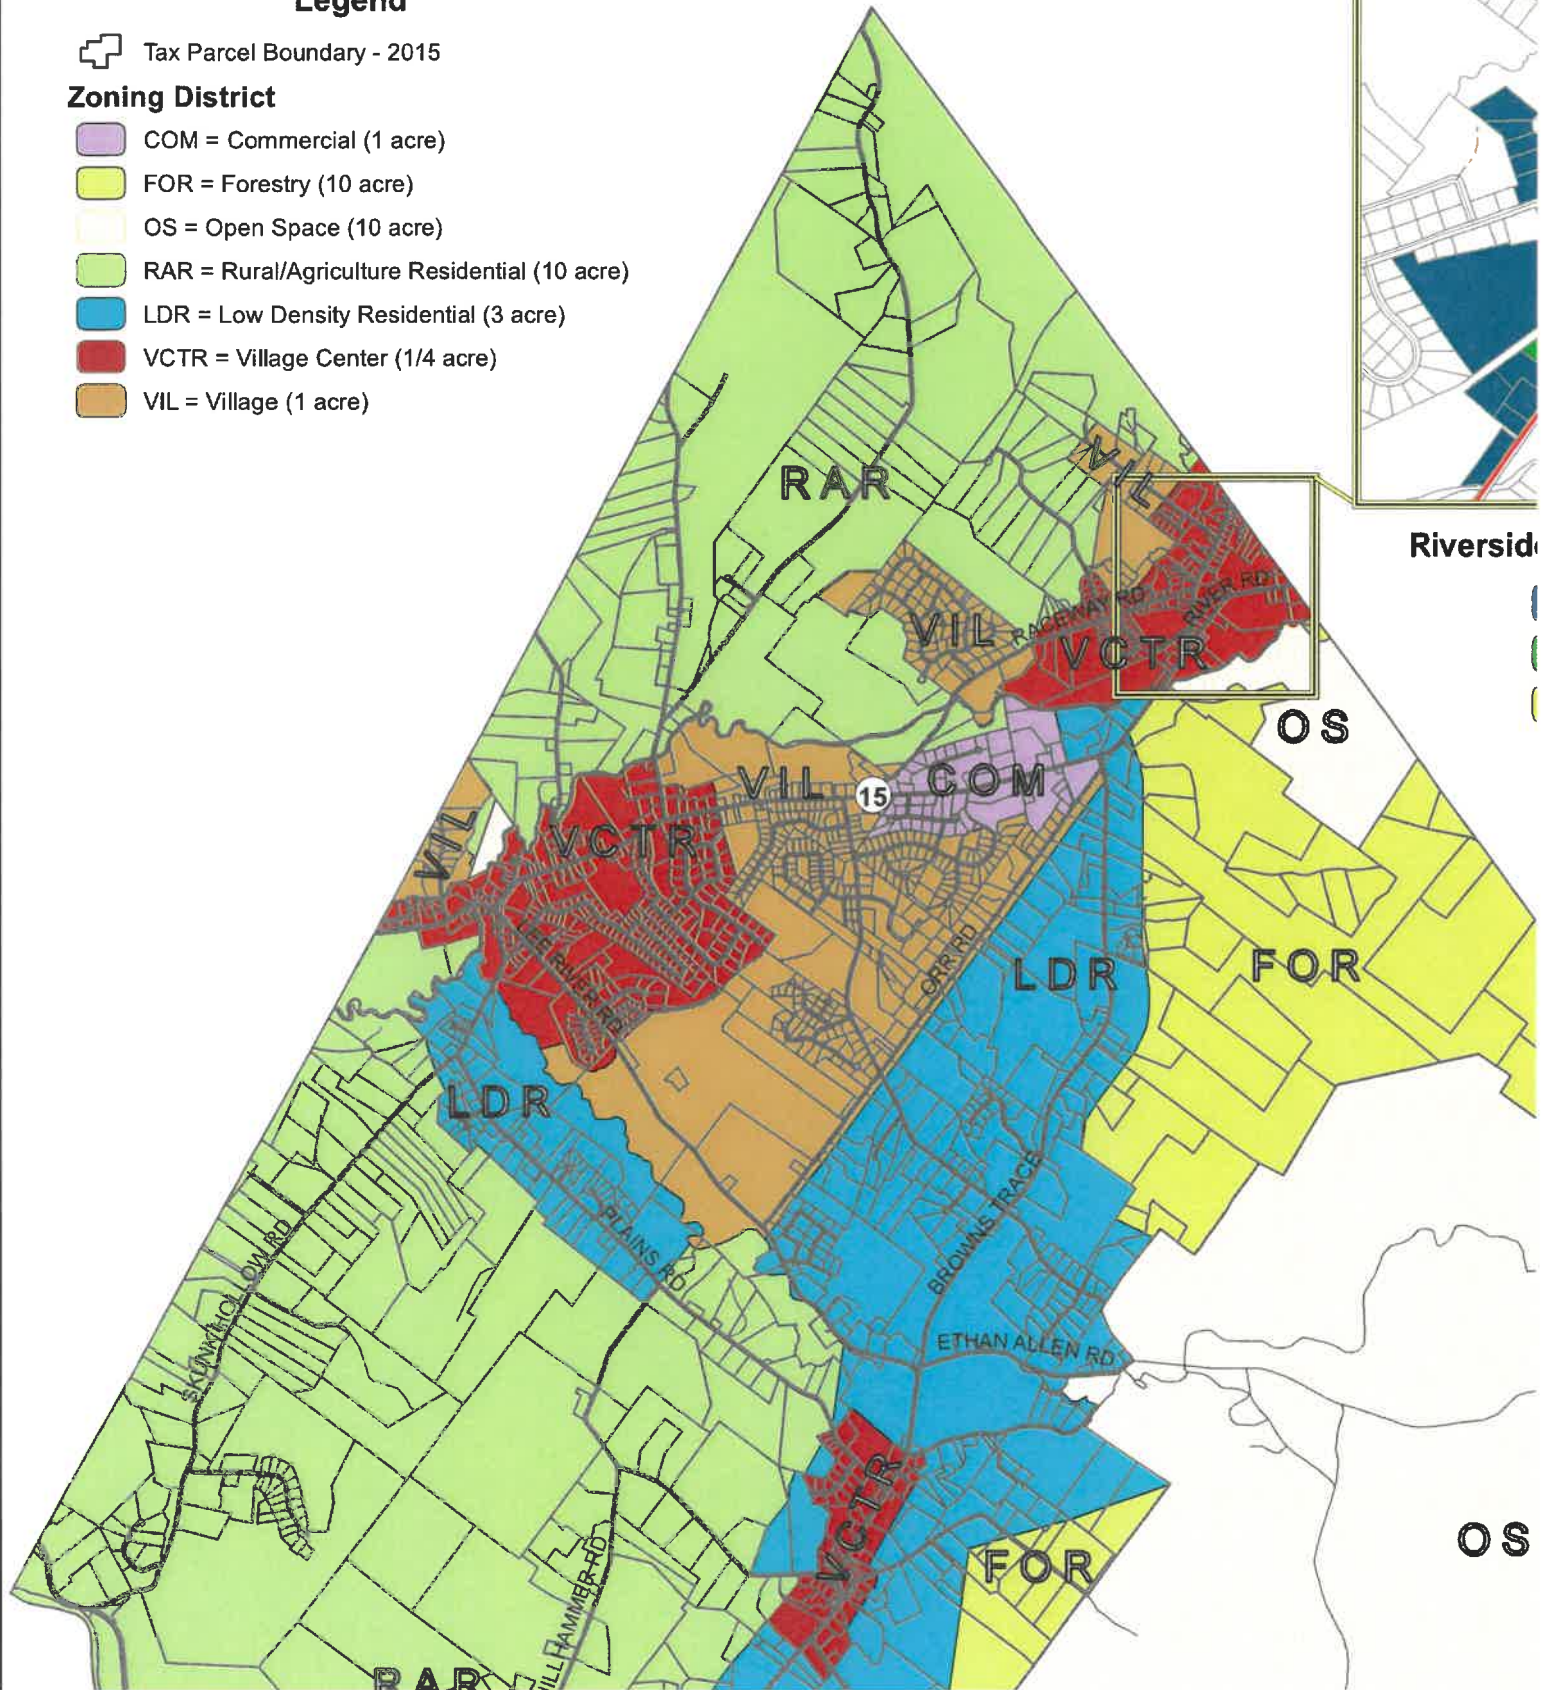 Legend
Tax Parcel Boundary - 2015
Zoning District
COM = Commercial (1 acre)
FOR = Forestry (10 acre)
OS = Open Space (10 acre)
RAR = Rural/Agriculture Residential (10 acre)
LDR = Low Density Residential (3 acre)
VCTR = Village Center (1/4 acre)
VIL = Village (1 acre)
RAR
VIL
Riverside
RACEWAY RD
RIVER RD
VIL
VCTR
OS
VIL
15
COM
VIL
VCTR
LEE RIVER RD
ORR RD
LDR
FOR
LDR
PLAINS RD
BROWNS TRACE
SKUNK HOLLOW RD
ETHAN ALLEN RD
VCTR
OS
FOR
HAMMER RD
RAR